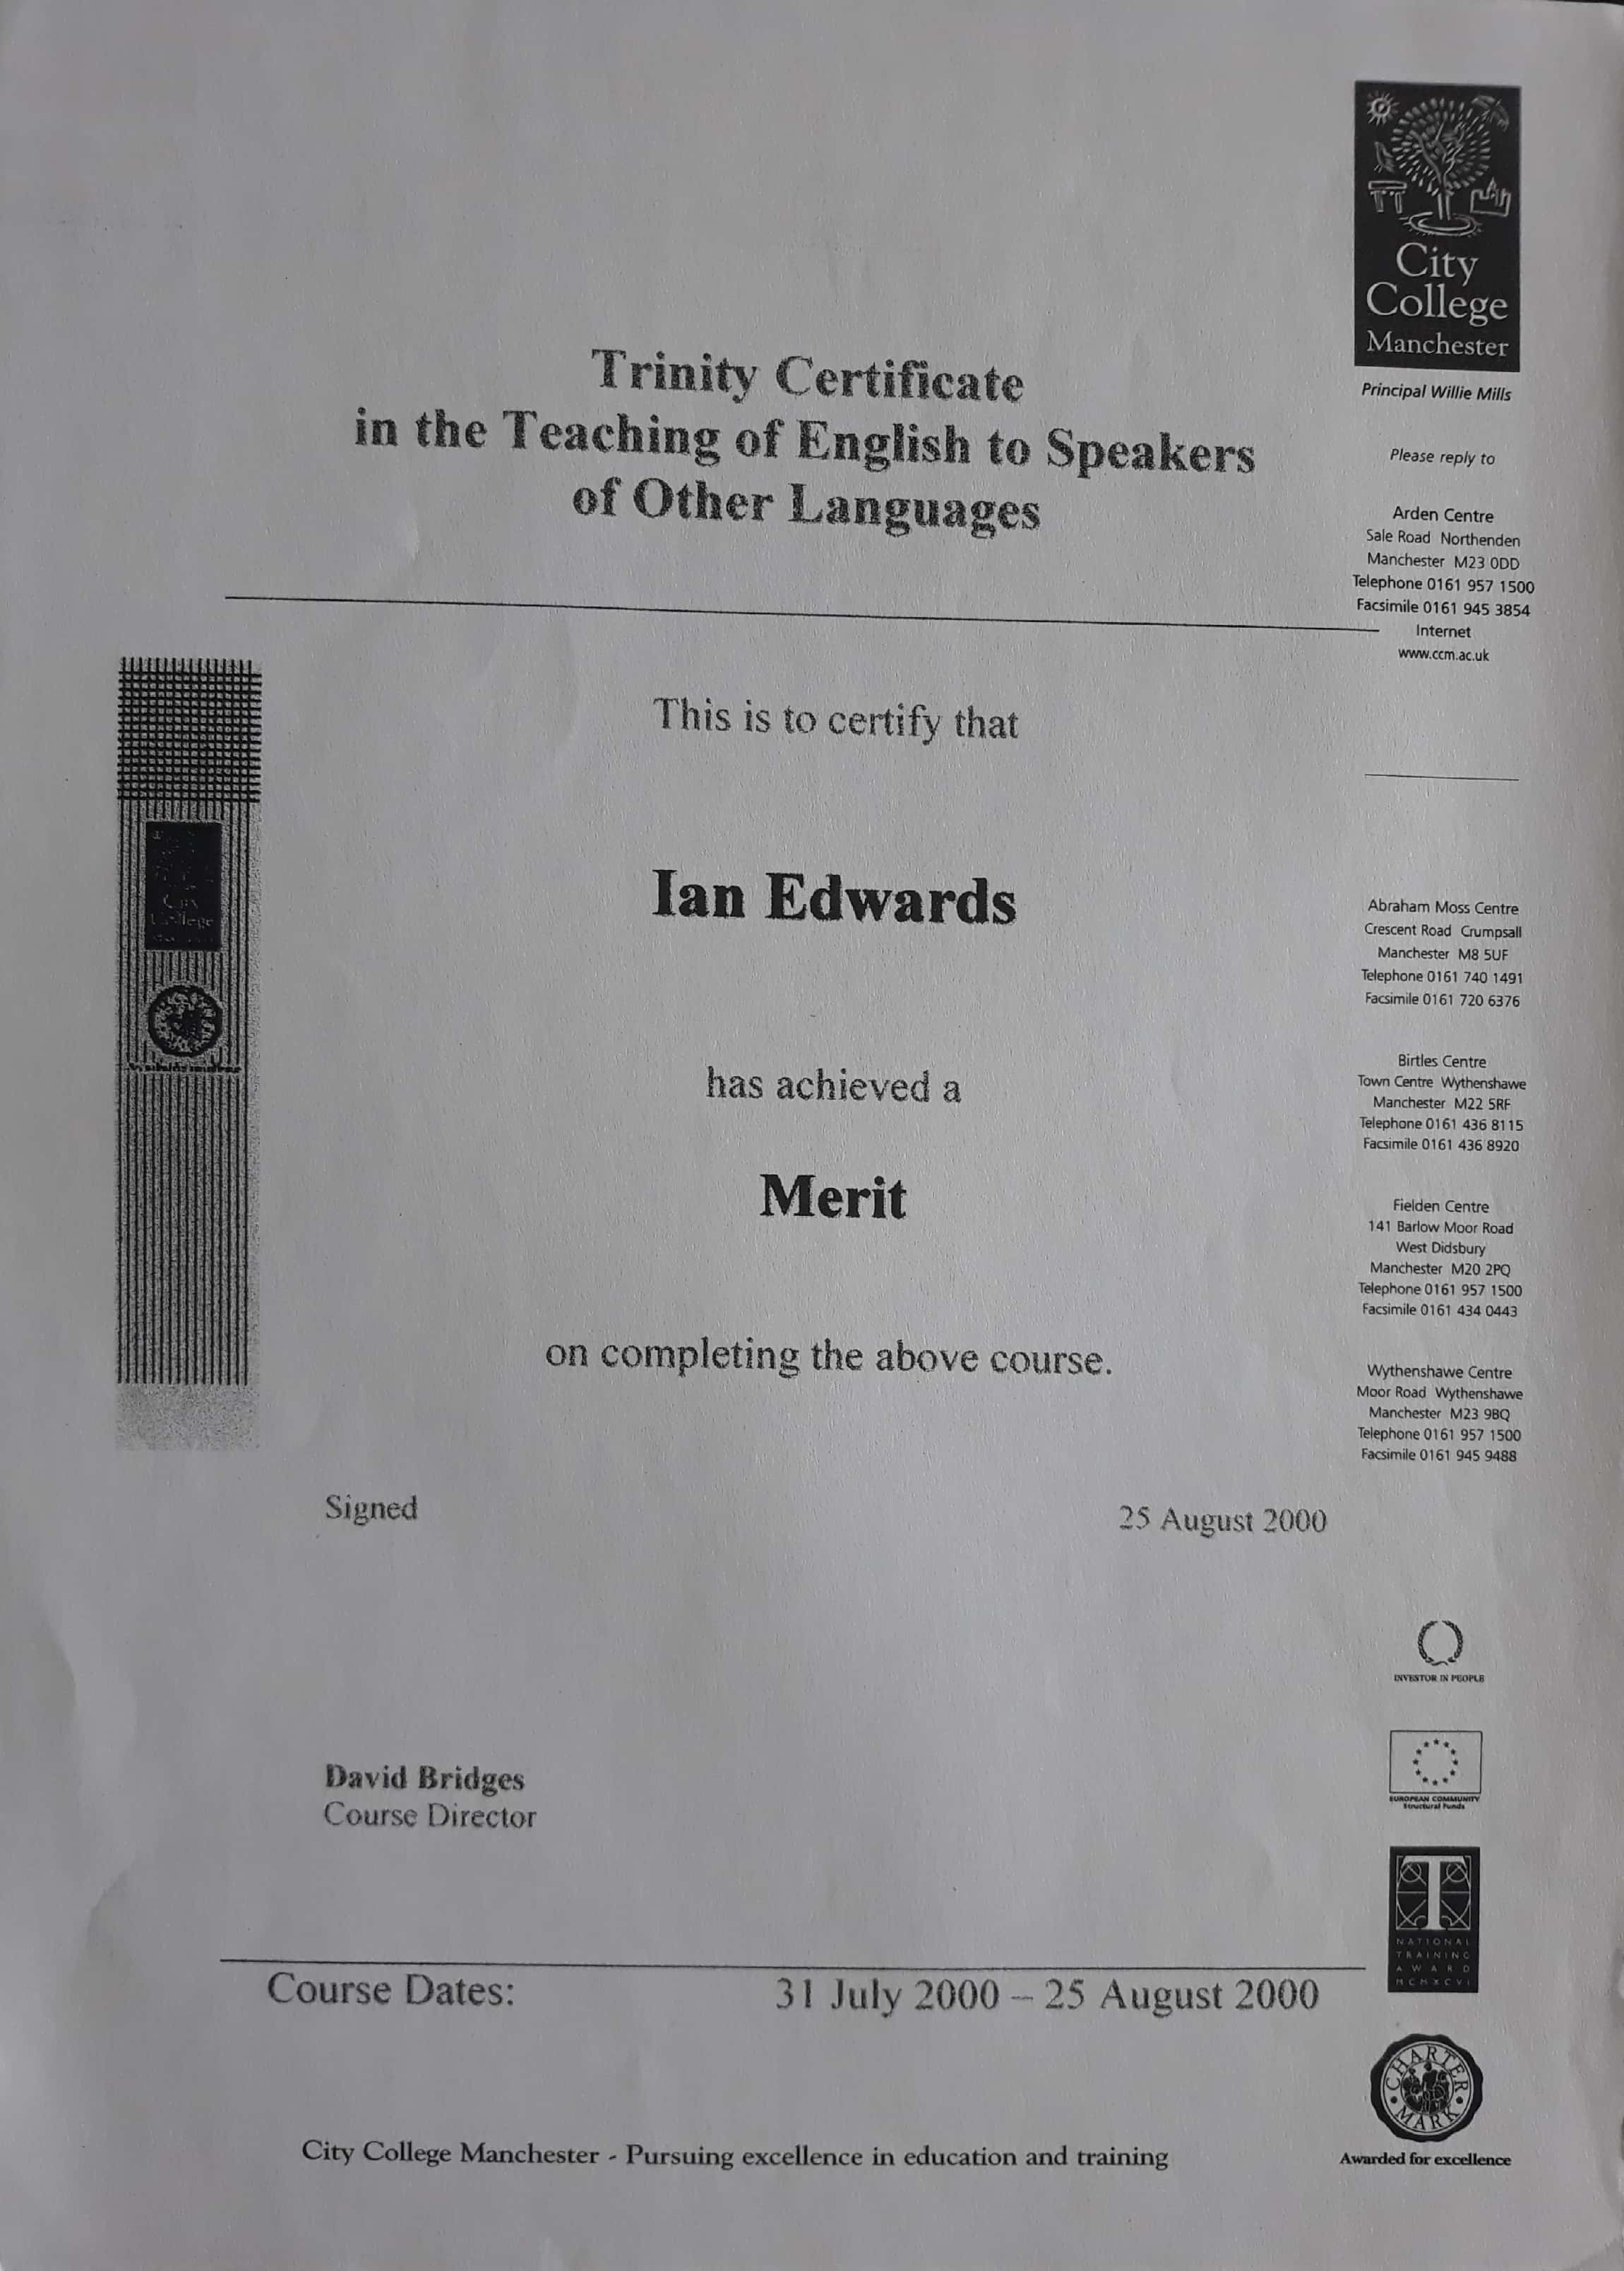 City
College
Manchester
Principal Willie Mills
Please reply to
Arden Centre
Sale Road Northenden
Manchester M23 0DD
Telephone 0161 957 1500
Facsimile 0161 945 3854
Internet
www.ccm.ac.uk
Trinity Certificate
in the Teaching of English to Speakers
of Other Languages
This is to certify that
Ian Edwards
has achieved a
Merit
on completing the above course.
Signed
25 August 2000
David Bridges
Course Director
Course Dates:
31 July 2000 – 25 August 2000
City College Manchester - Pursuing excellence in education and training
Abraham Moss Centre
Crescent Road Crumpsall
Manchester M8 5UF
Telephone 0161 740 1491
Facsimile 0161 720 6376
Birtles Centre
Town Centre Wythenshawe
Manchester M22 5RF
Telephone 0161 436 8115
Facsimile 0161 436 8920
Fielden Centre
141 Barlow Moor Road
West Didsbury
Manchester M20 2PQ
Telephone 0161 957 1500
Facsimile 0161 434 0443
Wythenshawe Centre
Moor Road Wythenshawe
Manchester M23 9BQ
Telephone 0161 957 1500
Facsimile 0161 945 9488
INVESTOR IN PEOPLE
EUROPEAN COMMUNITY
Structural Funds
T
NATIONAL
TRAINING
AWARD
MCMXCVI
CHARTER
MARK
Awarded for excellence